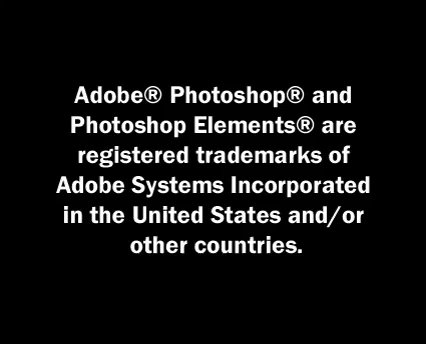 Adobe® Photoshop® and
Photoshop Elements® are
registered trademarks of
Adobe Systems Incorporated
in the United States and/or
other countries.